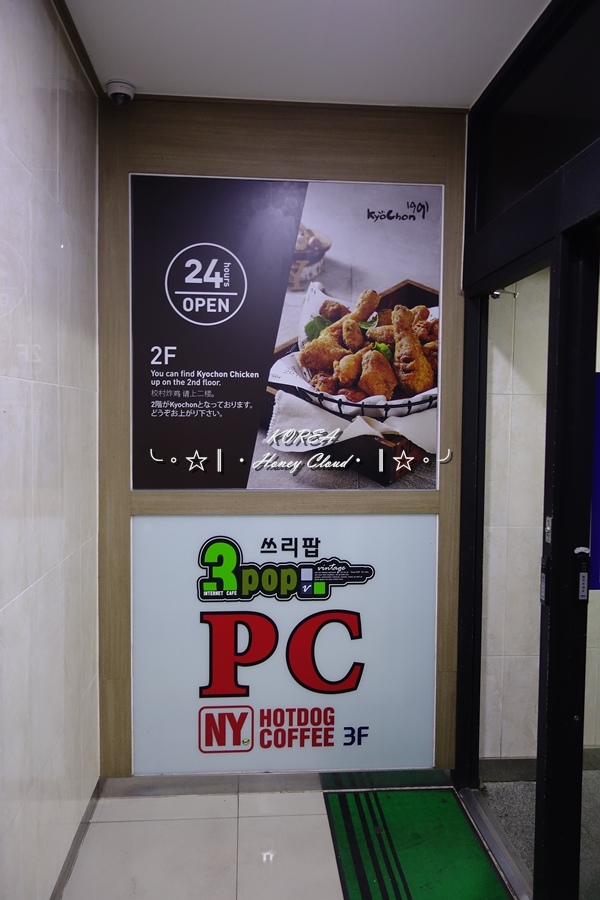 Kyochon 1991
24 hours
OPEN
2F
You can find Kyochon Chicken
up on the 2nd floor.
校村炸鸡 请上二楼。
2階がKyochonとなっております。
どうぞお上がり下さい。
KOREA
Honey Cloud
쓰리팝
3pop
vintage
v
INTERNET CAFE
PC
NY HOTDOG
COFFEE 3F